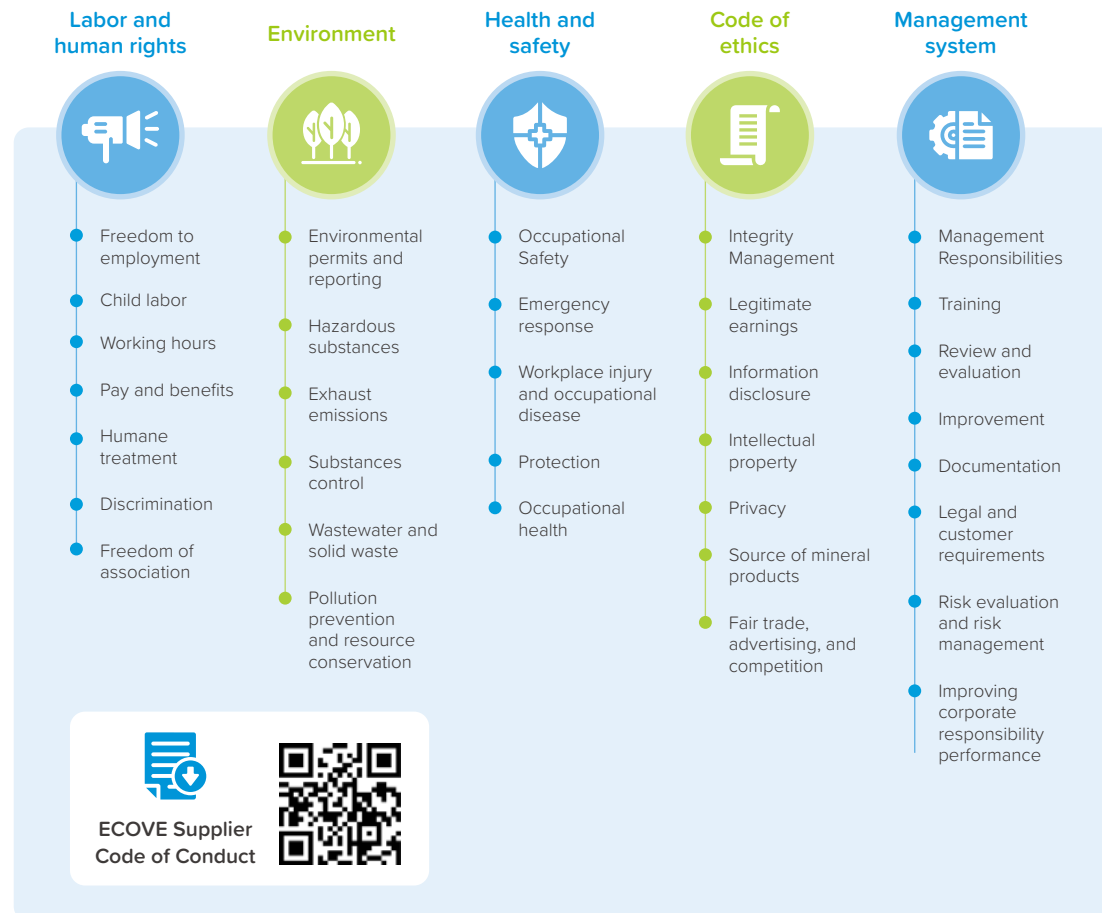 Labor and
human rights
Environment
Health and
safety
Code of
ethics
Management
system
Freedom to
employment
Child labor
Working hours
Pay and benefits
Humane
treatment
Discrimination
Freedom of
association
Environmental
permits and
reporting
Hazardous
substances
Exhaust
emissions
Substances
control
Wastewater and
solid waste
Pollution
prevention
and resource
conservation
Occupational
Safety
Emergency
response
Workplace injury
and occupational
disease
Protection
Occupational
health
Integrity
Management
Legitimate
earnings
Information
disclosure
Intellectual
property
Privacy
Source of mineral
products
Fair trade,
advertising, and
competition
Management
Responsibilities
Training
Review and
evaluation
Improvement
Documentation
Legal and
customer
requirements
Risk evaluation
and risk
management
Improving
corporate
responsibility
performance
ECOVE Supplier
Code of Conduct